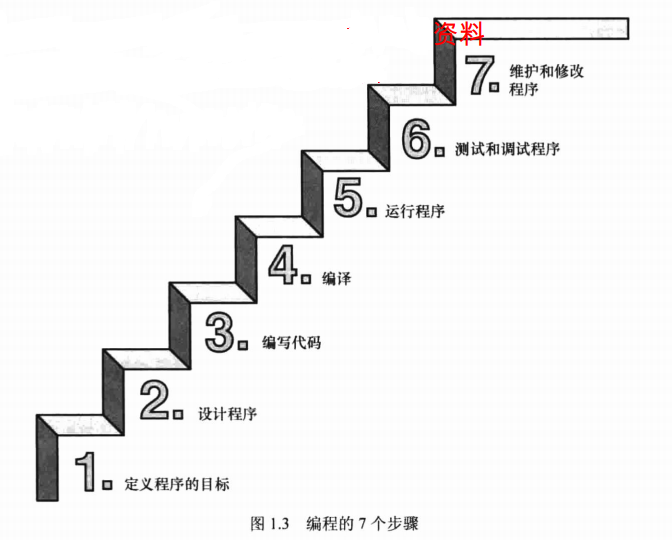 资料
7. 维护和修改
程序
6. 测试和调试程序
5. 运行程序
4. 编译
3. 编写代码
2. 设计程序
1. 定义程序的目标
图 1.3 编程的 7 个步骤